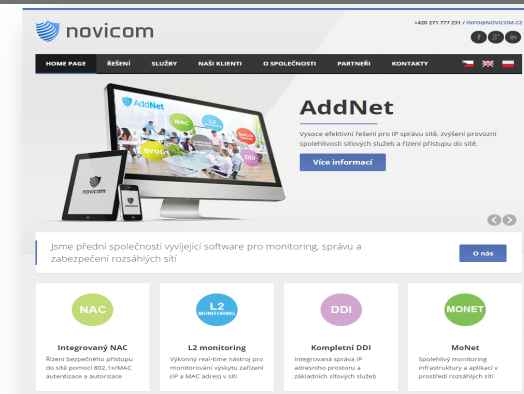 +420 271 777 231 / INFO@NOVICOM.CZ
novicom
HOME PAGE ŘEŠENÍ SLUŽBY NAŠI KLIENTI O SPOLEČNOSTI PARTNEŘI KONTAKTY
AddNet
NAC
L2
BYOD
DDI
novicom
AddNet
Vysoce efektivní řešení pro IP správu sítě, zvýšení provozní
spolehlivosti síťových služeb a řízení přístupu do sítě.
Více informací
Jsme přední společností vyvíjející software pro monitoring, správu a
zabezpečení rozsáhlých sítí
O nás
NAC
L2
MONITORING
DDI
MONET
Integrovaný NAC
Řízení bezpečného přístupu
do sítě pomocí 802.1x/MAC
autentizace a autorizace
L2 monitoring
Výkonný real-time nástroj pro
monitorování výskytu zařízení
(IP a MAC adres) v síti
Kompletní DDI
Integrovaná správa IP
adresního prostoru a
základních síťových služeb
MoNet
Spolehlivý monitoring
infrastruktury a aplikací v
prostředí rozsáhlých sítí